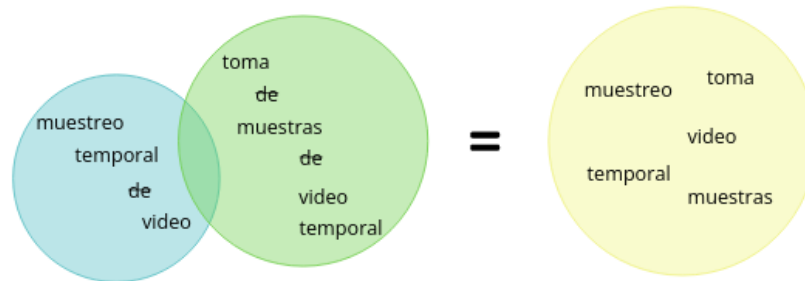 muestreo
temporal
de
video
toma
de
muestras
de
video
temporal
=
muestreo
toma
video
temporal
muestras